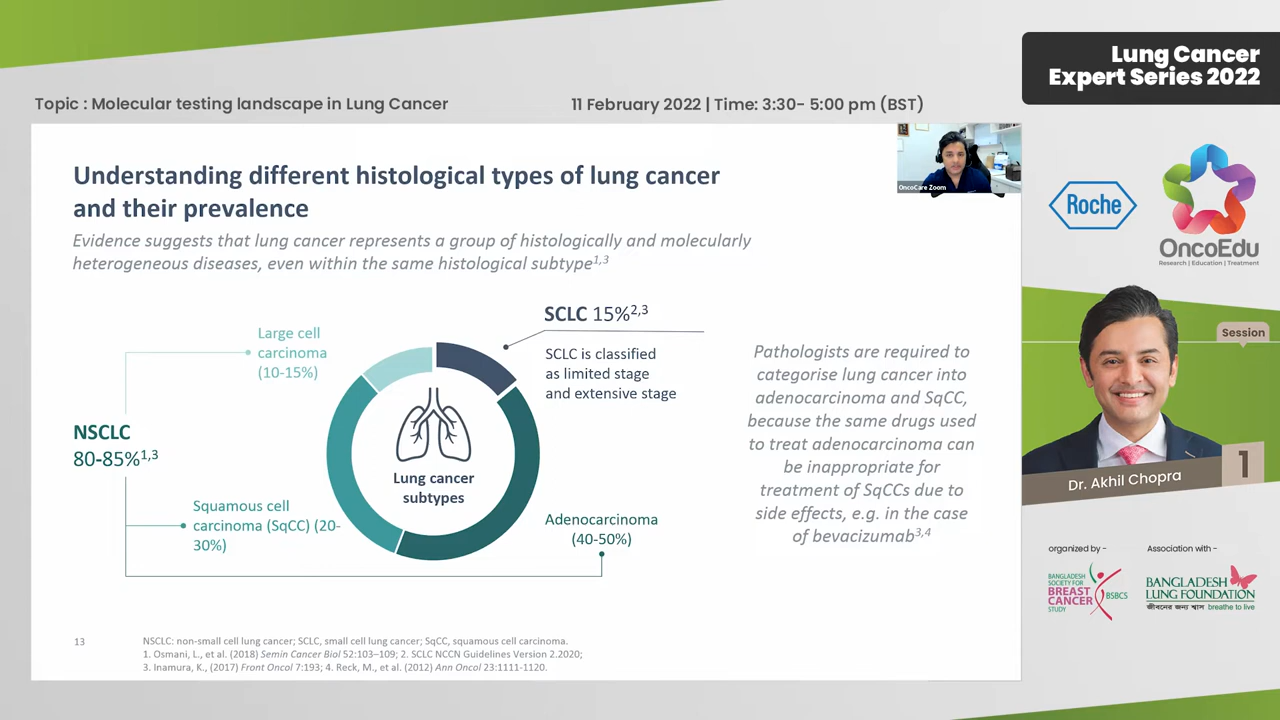 Lung Cancer
Expert Series 2022
Topic : Molecular testing landscape in Lung Cancer
11 February 2022 | Time: 3:30- 5:00 pm (BST)
OncoCare Zoom
Understanding different histological types of lung cancer
and their prevalence
Evidence suggests that lung cancer represents a group of histologically and molecularly
heterogeneous diseases, even within the same histological subtype1,3
SCLC 15%2,3
SCLC is classified
as limited stage
and extensive stage
Large cell
carcinoma
(10-15%)
NSCLC
80-85%1,3
Lung cancer
subtypes
Squamous cell
carcinoma (SqCC) (20-
30%)
Adenocarcinoma
(40-50%)
Pathologists are required to
categorise lung cancer into
adenocarcinoma and SqCC,
because the same drugs used
to treat adenocarcinoma can
be inappropriate for
treatment of SqCCs due to
side effects, e.g. in the case
of bevacizumab3,4
13
NSCLC: non-small cell lung cancer; SCLC, small cell lung cancer; SqCC, squamous cell carcinoma.
1. Osmani, L., et al. (2018) Semin Cancer Biol 52:103–109; 2. SCLC NCCN Guidelines Version 2.2020;
3. Inamura, K., (2017) Front Oncol 7:193; 4. Reck, M., et al. (2012) Ann Oncol 23:1111-1120.
Roche
OncoEdu
Research | Education | Treatment
Session
1
Dr. Akhil Chopra
organized by -
BANGLADESH
SOCIETY FOR
BREAST
CANCER
STUDY
BSBCS
Association with -
BANGLADESH
LUNG FOUNDATION
জীবনের জন্য শ্বাস breathe to live